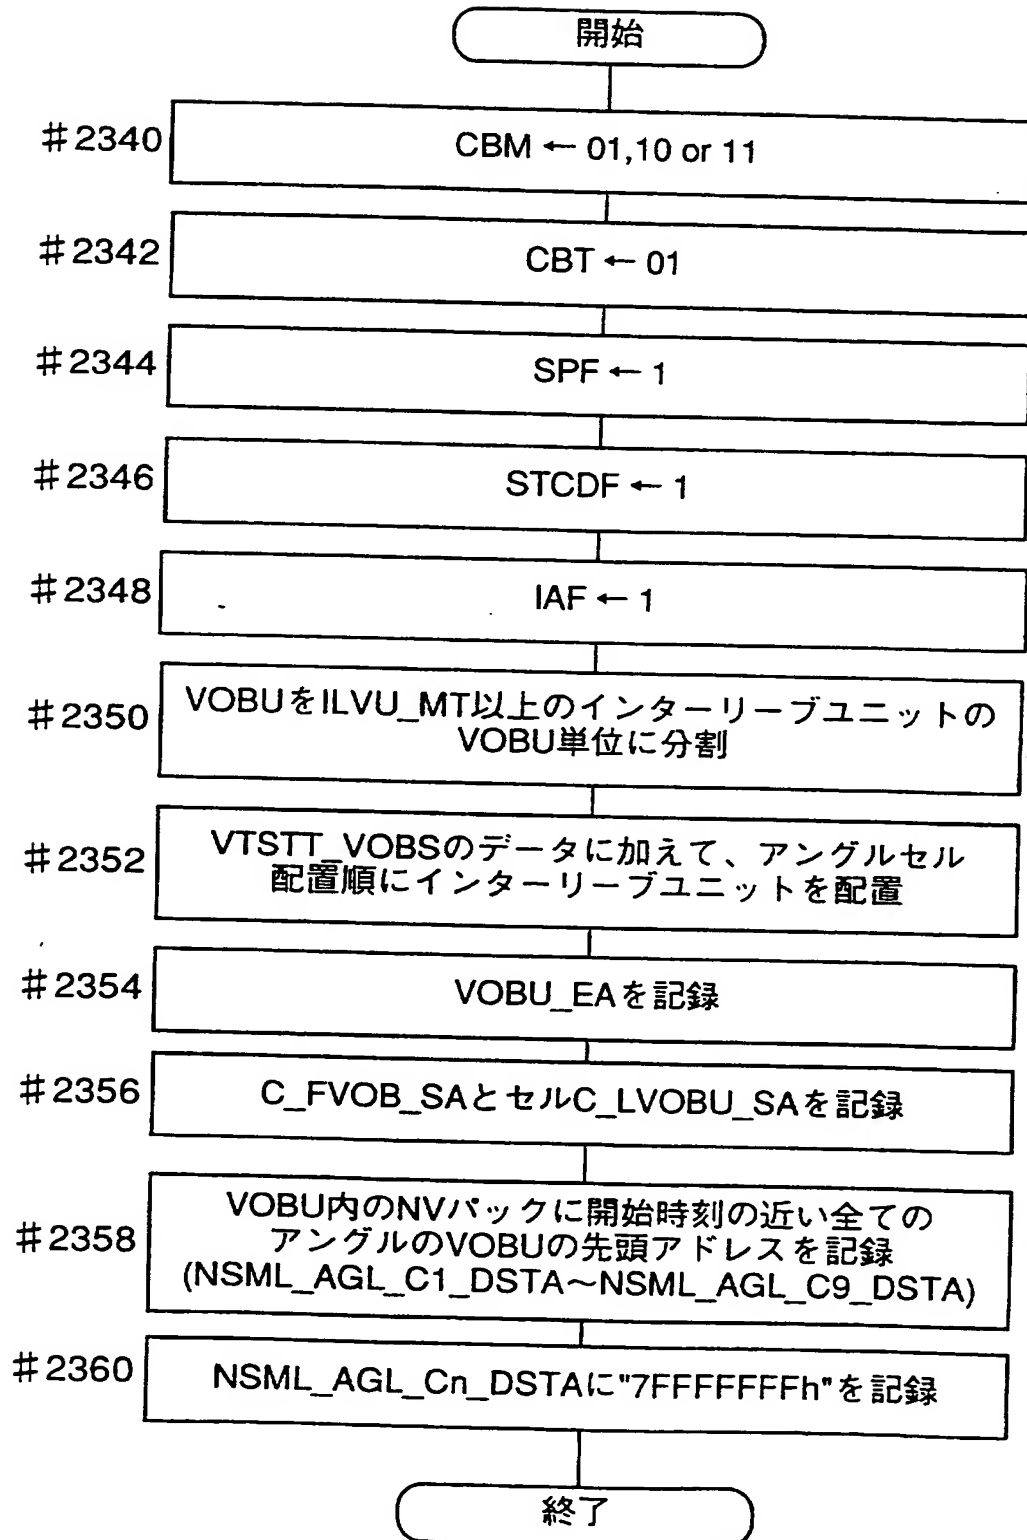 開始
#2340
CBM ← 01,10 or 11
#2342
CBT ← 01
#2344
SPF ← 1
#2346
STCDF ← 1
#2348
IAF ← 1
#2350
VOBUをILVU_MT以上のインターリーブユニットの
VOBU単位に分割
#2352
VTSTT_VOBSのデータに加えて、アングルセル
配置順にインターリーブユニットを配置
#2354
VOBU_EAを記録
#2356
C_FVOB_SAとセルC_LVOBU_SAを記録
#2358
VOBU内のNVパックに開始時刻の近い全ての
アングルのVOBUの先頭アドレスを記録
(NSML_AGL_C1_DSTA～NSML_AGL_C9_DSTA)
#2360
NSML_AGL_Cn_DSTAに"7FFFFFFFh"を記録
終了